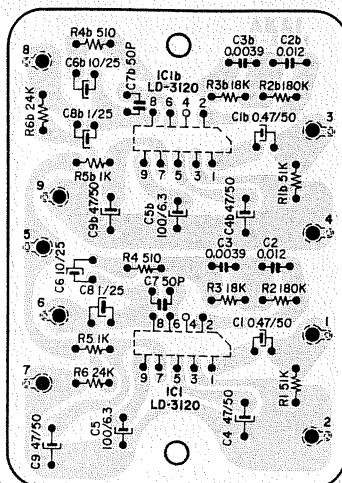 AKAI
R4b 510
C3b
0.0039
C2b
0.012
8
C6b 10/25
C7b 50P
IC1b
LD-3120
R6b 24K
8 6 4 2
R3b 18K
R2b 180K
C8b 1/25
C1b 0.47/50
3
9 7 5 3 1
R5b 1K
R1b 51K
9
C9b 47/50
C5b
100/6.3
C4b 47/50
4
5
R4 510
C3
0.0039
C2
0.012
C6 10/25
C7 50P
C8 1/25
R3 18K
R2 180K
6
8 6 4 2
C1 0.47/50
1
R5 1K
9 7 5 3 1
7
R6 24K
IC1
LD-3120
R1 51K
C9 47/50
C5
100/6.3
C4 47/50
2